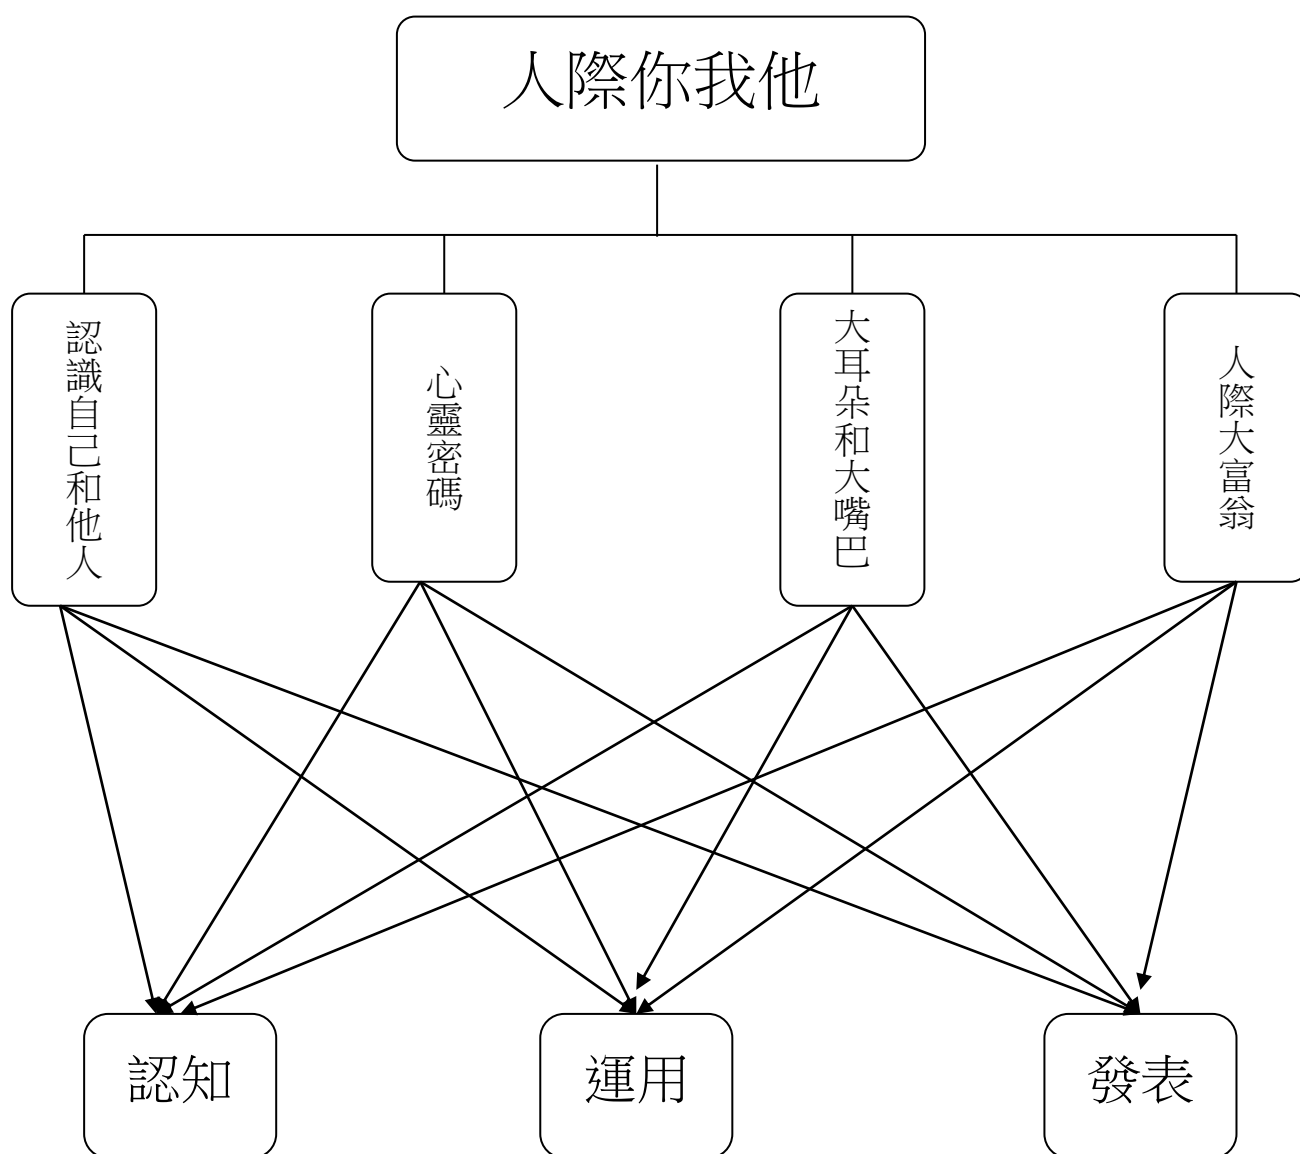 人際你我他
認識自己和他人
心靈密碼
大耳朵和大嘴巴
人際大富翁
認知
運用
發表